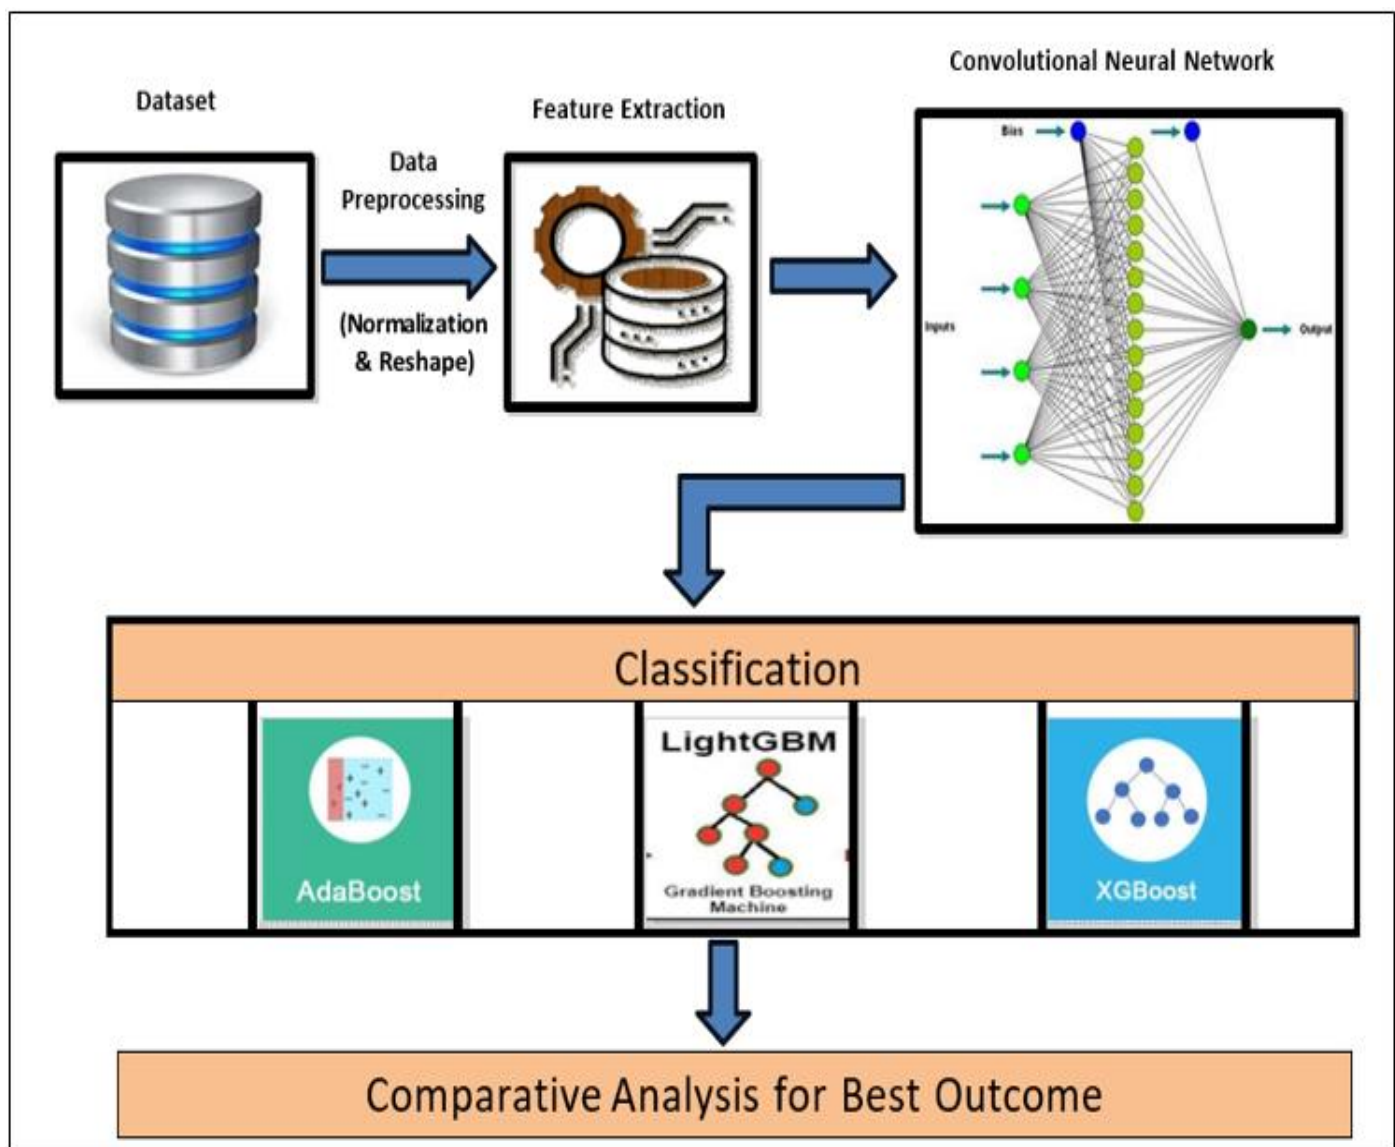 Dataset
Data
Preprocessing
(Normalization
& Reshape)
Feature Extraction
Convolutional Neural Network
Bias
Inputs
Output
Classification
AdaBoost
LightGBM
Gradient Boosting
Machine
XGBoost
Comparative Analysis for Best Outcome